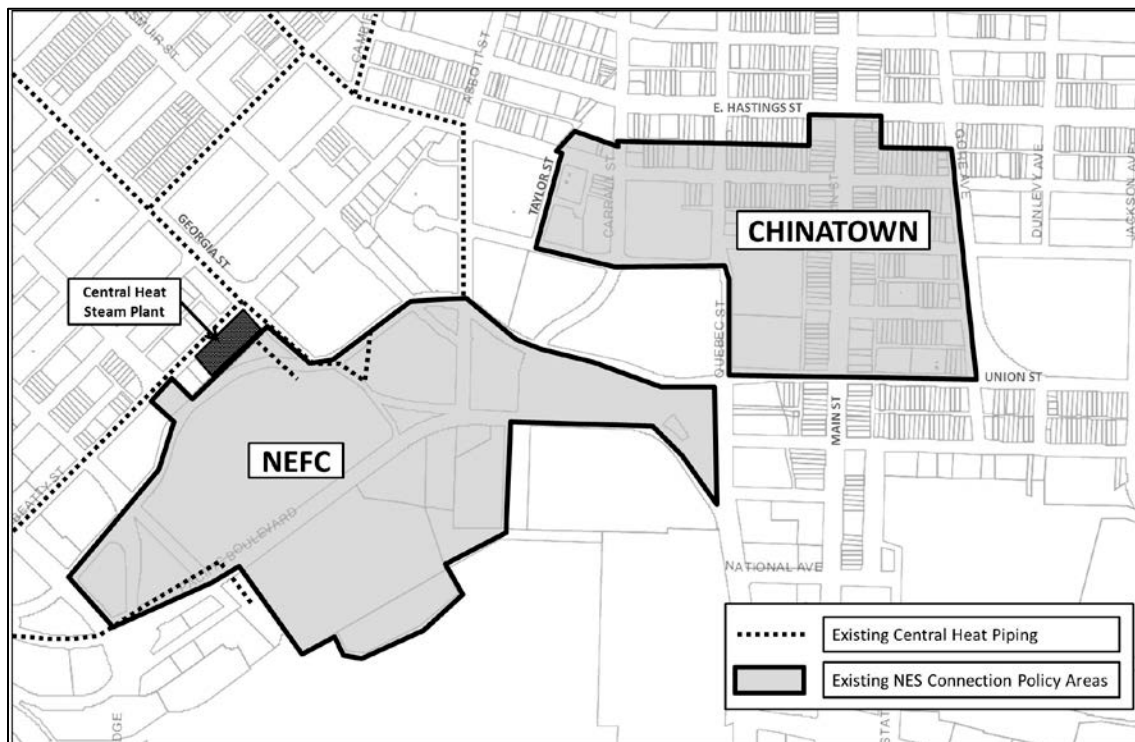 ABBOTT ST
E. HASTINGS ST
TAYLOR ST
CARRALL ST
GORE AVE
DUNLEVY AVE
JACKSON AVE
CHINATOWN
GEORGIA ST
Central Heat
Steam Plant
QUEBEC ST
UNION ST
MAIN ST
NEFC
BEATTY ST
BOULEVARD
NATIONAL AVE
Existing Central Heat Piping
Existing NES Connection Policy Areas